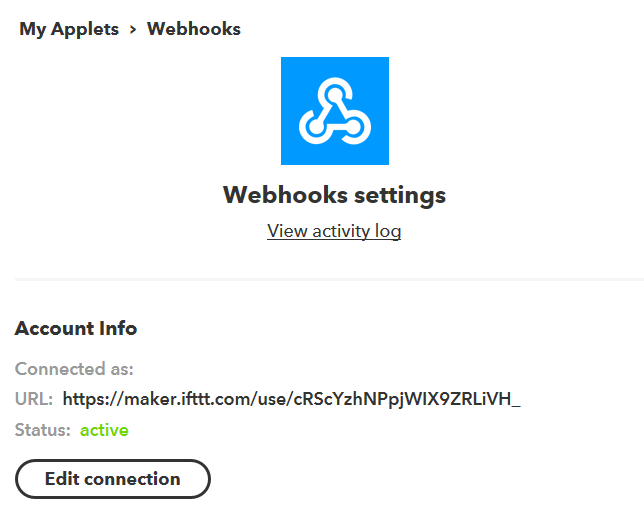 My Applets › Webhooks
Webhooks settings
View activity log
Account Info
Connected as:
URL: https://maker.ifttt.com/use/cRScYzhNPpjWIX9ZRLiVH_
Status: active
Edit connection